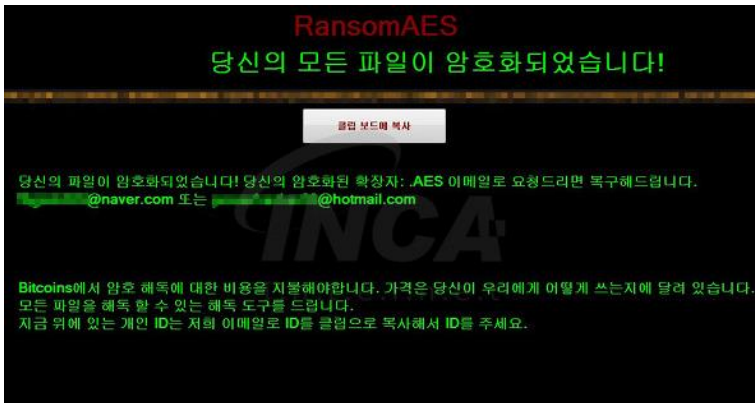 RansomAES
당신의 모든 파일이 암호화되었습니다!
클립 보드에 복사
당신의 파일이 암호화되었습니다! 당신의 암호화된 확장자: .AES 이메일로 요청드리면 복구해드립니다.
@naver.com 또는 @hotmail.com
INCA
Bitcoins에서 암호 해독에 대한 비용을 지불해야합니다. 가격은 당신이 우리에게 어떻게 쓰는지에 달려 있습니다.
모든 파일을 해독 할 수 있는 해독 도구를 드립니다.
지금 위에 있는 개인 ID는 저희 이메일로 ID를 클립으로 복사해서 ID를 주세요.